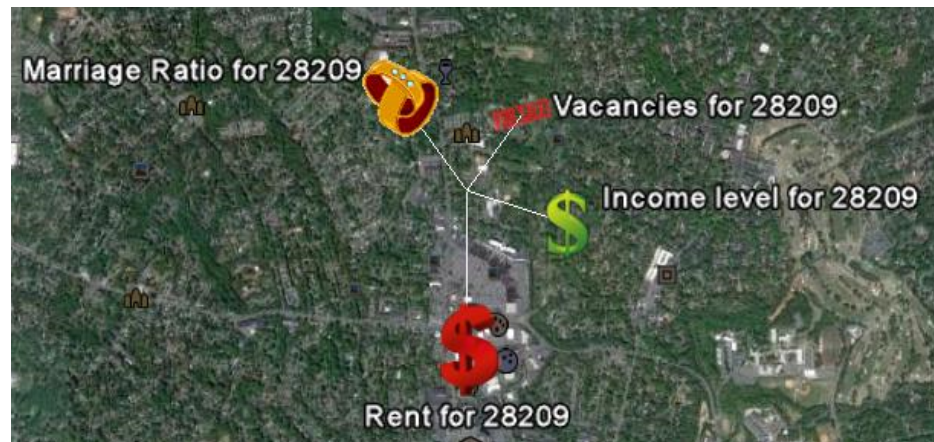 Marriage Ratio for 28209
Vacancies for 28209
Income level for 28209
Rent for 28209